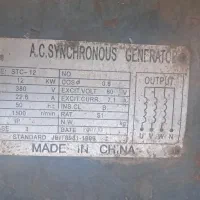 A.C.SYNCHRONOUS GENERATOR
STC-12 NO
12 KW COSφ 0.8 OUTPUT
380 V EXCIT.VOLT
22.6 A EXCIT.CURR.
50 HZ INS.CL B
1500 r/min RAT S1
DATE
STANDARD
MADE IN CHINA